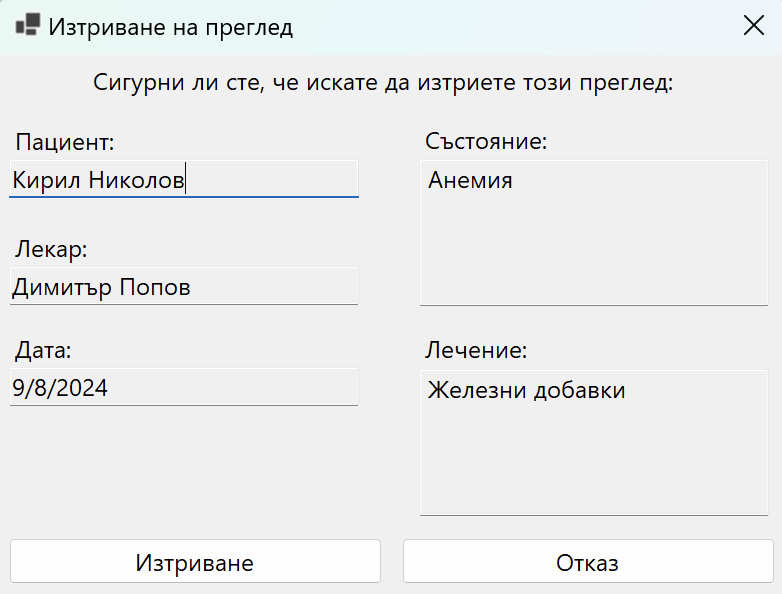 Изтриване на преглед
Сигурни ли сте, че искате да изтриете този преглед:
Пациент:
Кирил Николов
Лекар:
Димитър Попов
Дата:
9/8/2024
Състояние:
Анемия
Лечение:
Железни добавки
Изтриване
Отказ